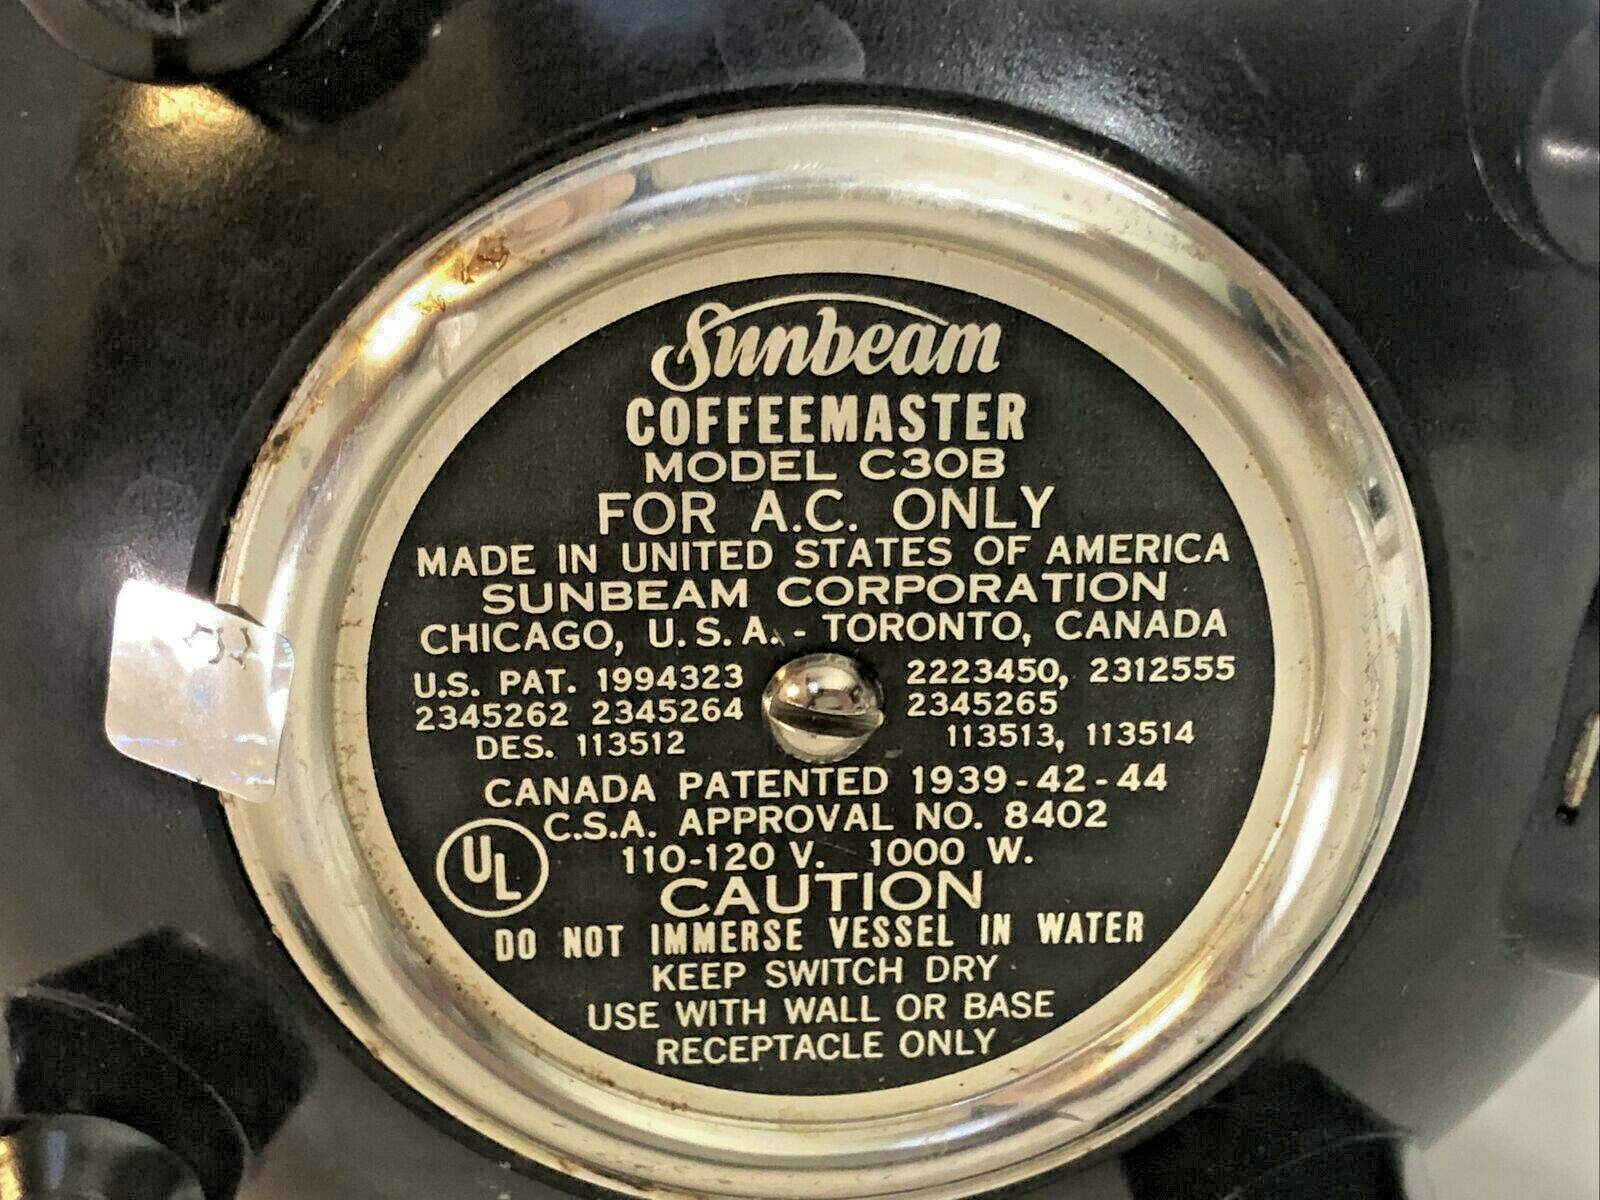 Sunbeam
COFFEEMASTER
MODEL C30B
FOR A.C. ONLY
MADE IN UNITED STATES OF AMERICA
SUNBEAM CORPORATION
CHICAGO, U.S.A. - TORONTO, CANADA
U.S. PAT. 1994323 2223450, 2312555
2345262 2345264 2345265
DES. 113512 113513, 113514
CANADA PATENTED 1939-42-44
C.S.A. APPROVAL NO. 8402
UL
110-120 V. 1000 W.
CAUTION
DO NOT IMMERSE VESSEL IN WATER
KEEP SWITCH DRY
USE WITH WALL OR BASE
RECEPTACLE ONLY